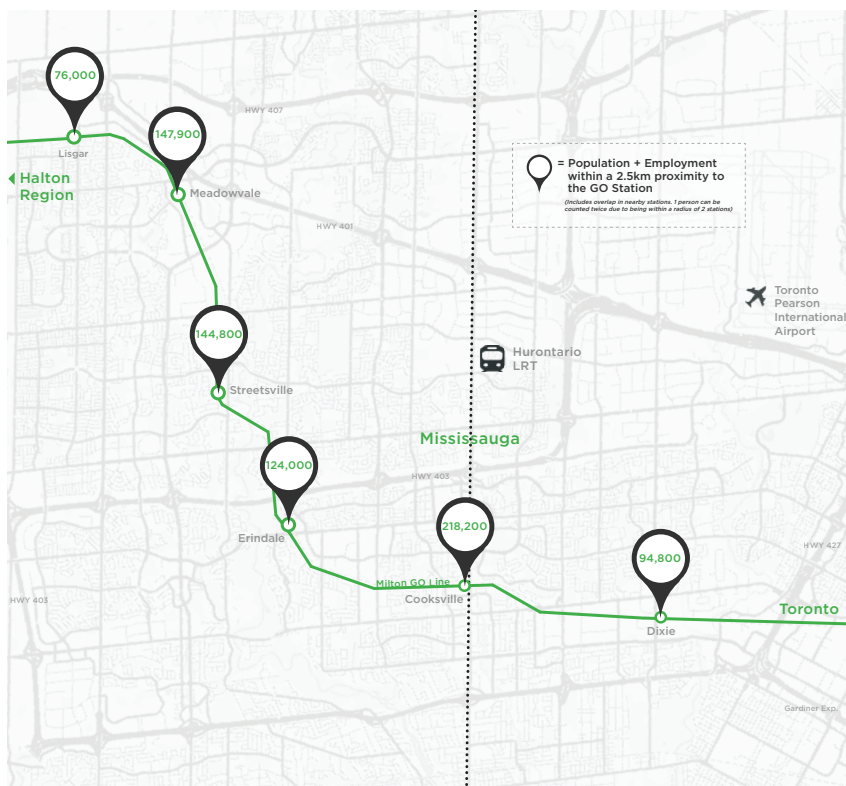 76,000
147,900
HWY 407
Lisgar
= Population + Employment
within a 2.5km proximity to
the GO Station
(Includes overlap in nearby stations. 1 person can be
counted twice due to being within a radius of 2 stations)
Halton
Region
Meadowvale
HWY 401
Toronto
Pearson
International
Airport
144,800
Hurontario
LRT
Streetsville
Mississauga
124,000
HWY 403
218,200
Erindale
HWY 427
94,800
Milton GO Line
Cooksville
HWY 403
Toronto
Dixie
Gardiner Exp.